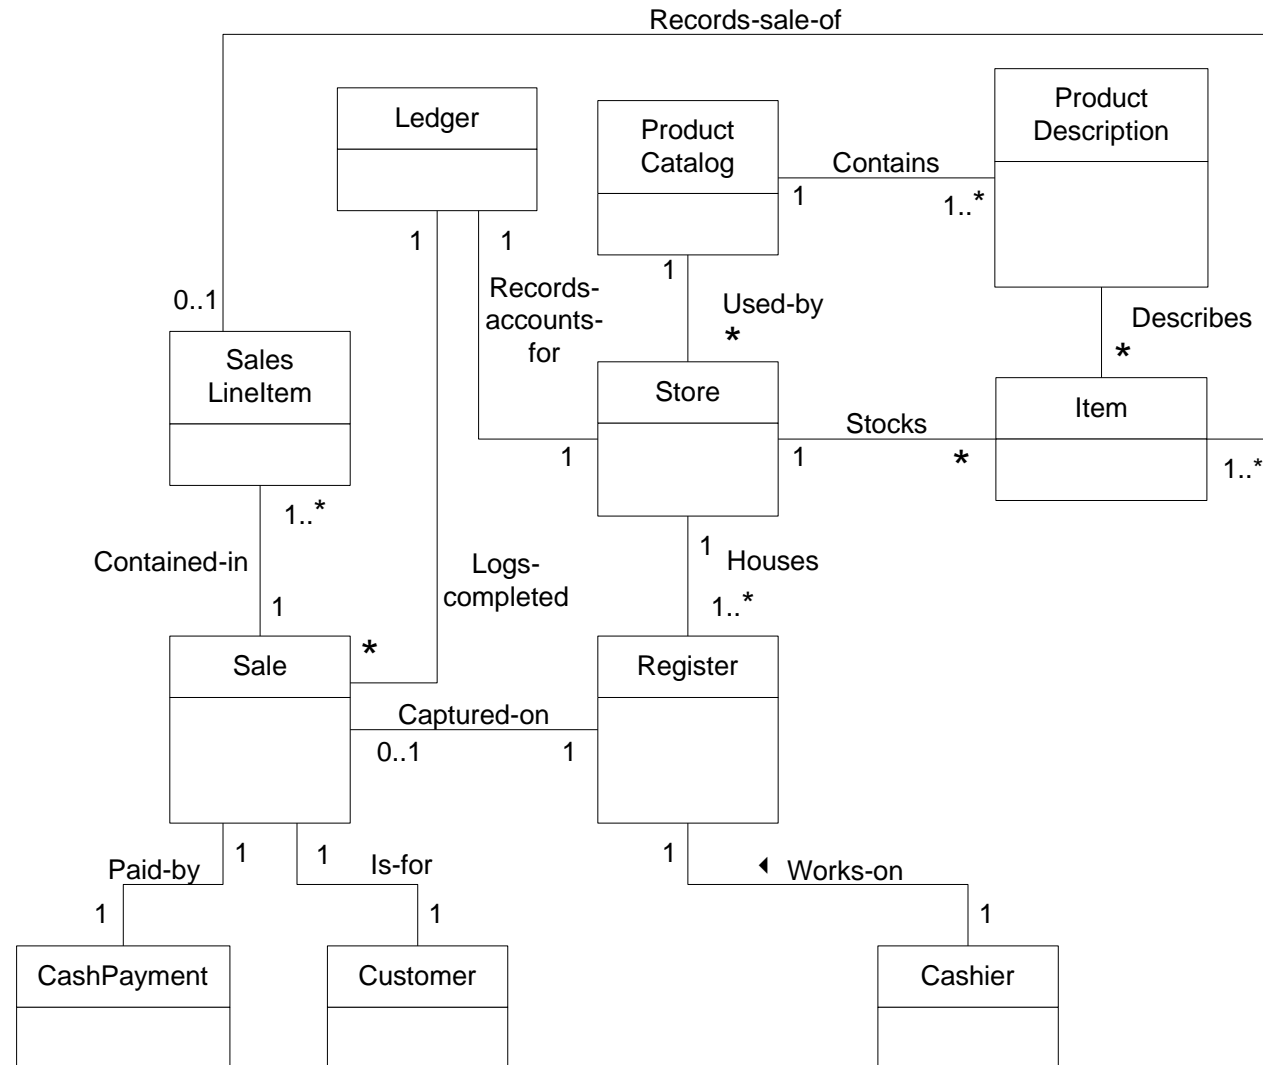 Records-sale-of
Ledger
Product
Catalog
Product
Description
Contains
1
1..*
1
1
1
Records-
accounts-
for
Used-by
*
0..1
Describes
*
Sales
LineItem
Store
Item
Stocks
1
1
*
1..*
1..*
Contained-in
1
Logs-
completed
*
1
Houses
1..*
Sale
Register
Captured-on
0..1
1
Paid-by
1
1
Is-for
1
1
1
Works-on
1
CashPayment
Customer
Cashier